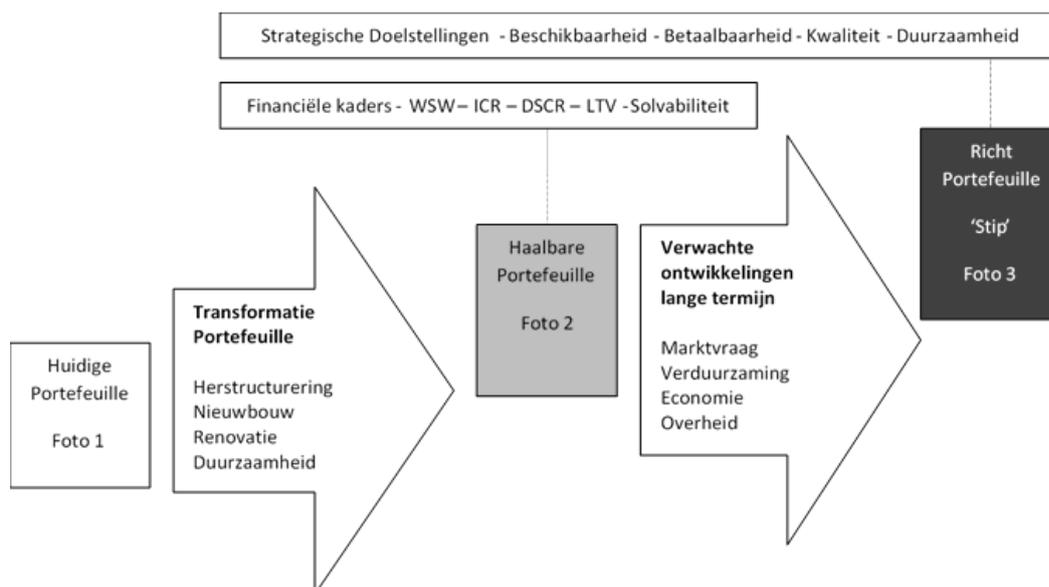 Strategische Doelstellingen - Beschikbaarheid - Betaalbaarheid - Kwaliteit - Duurzaamheid
Financiële kaders - WSW – ICR – DSCR – LTV - Solvabiliteit
Huidige
Portefeuille
Foto 1
Transformatie
Portefeuille
Herstructurering
Nieuwbouw
Renovatie
Duurzaamheid
Haalbare
Portefeuille
Foto 2
Verwachte
ontwikkelingen
lange termijn
Marktvraag
Verduurzaming
Economie
Overheid
Richt
Portefeuille
‘Stip’
Foto 3